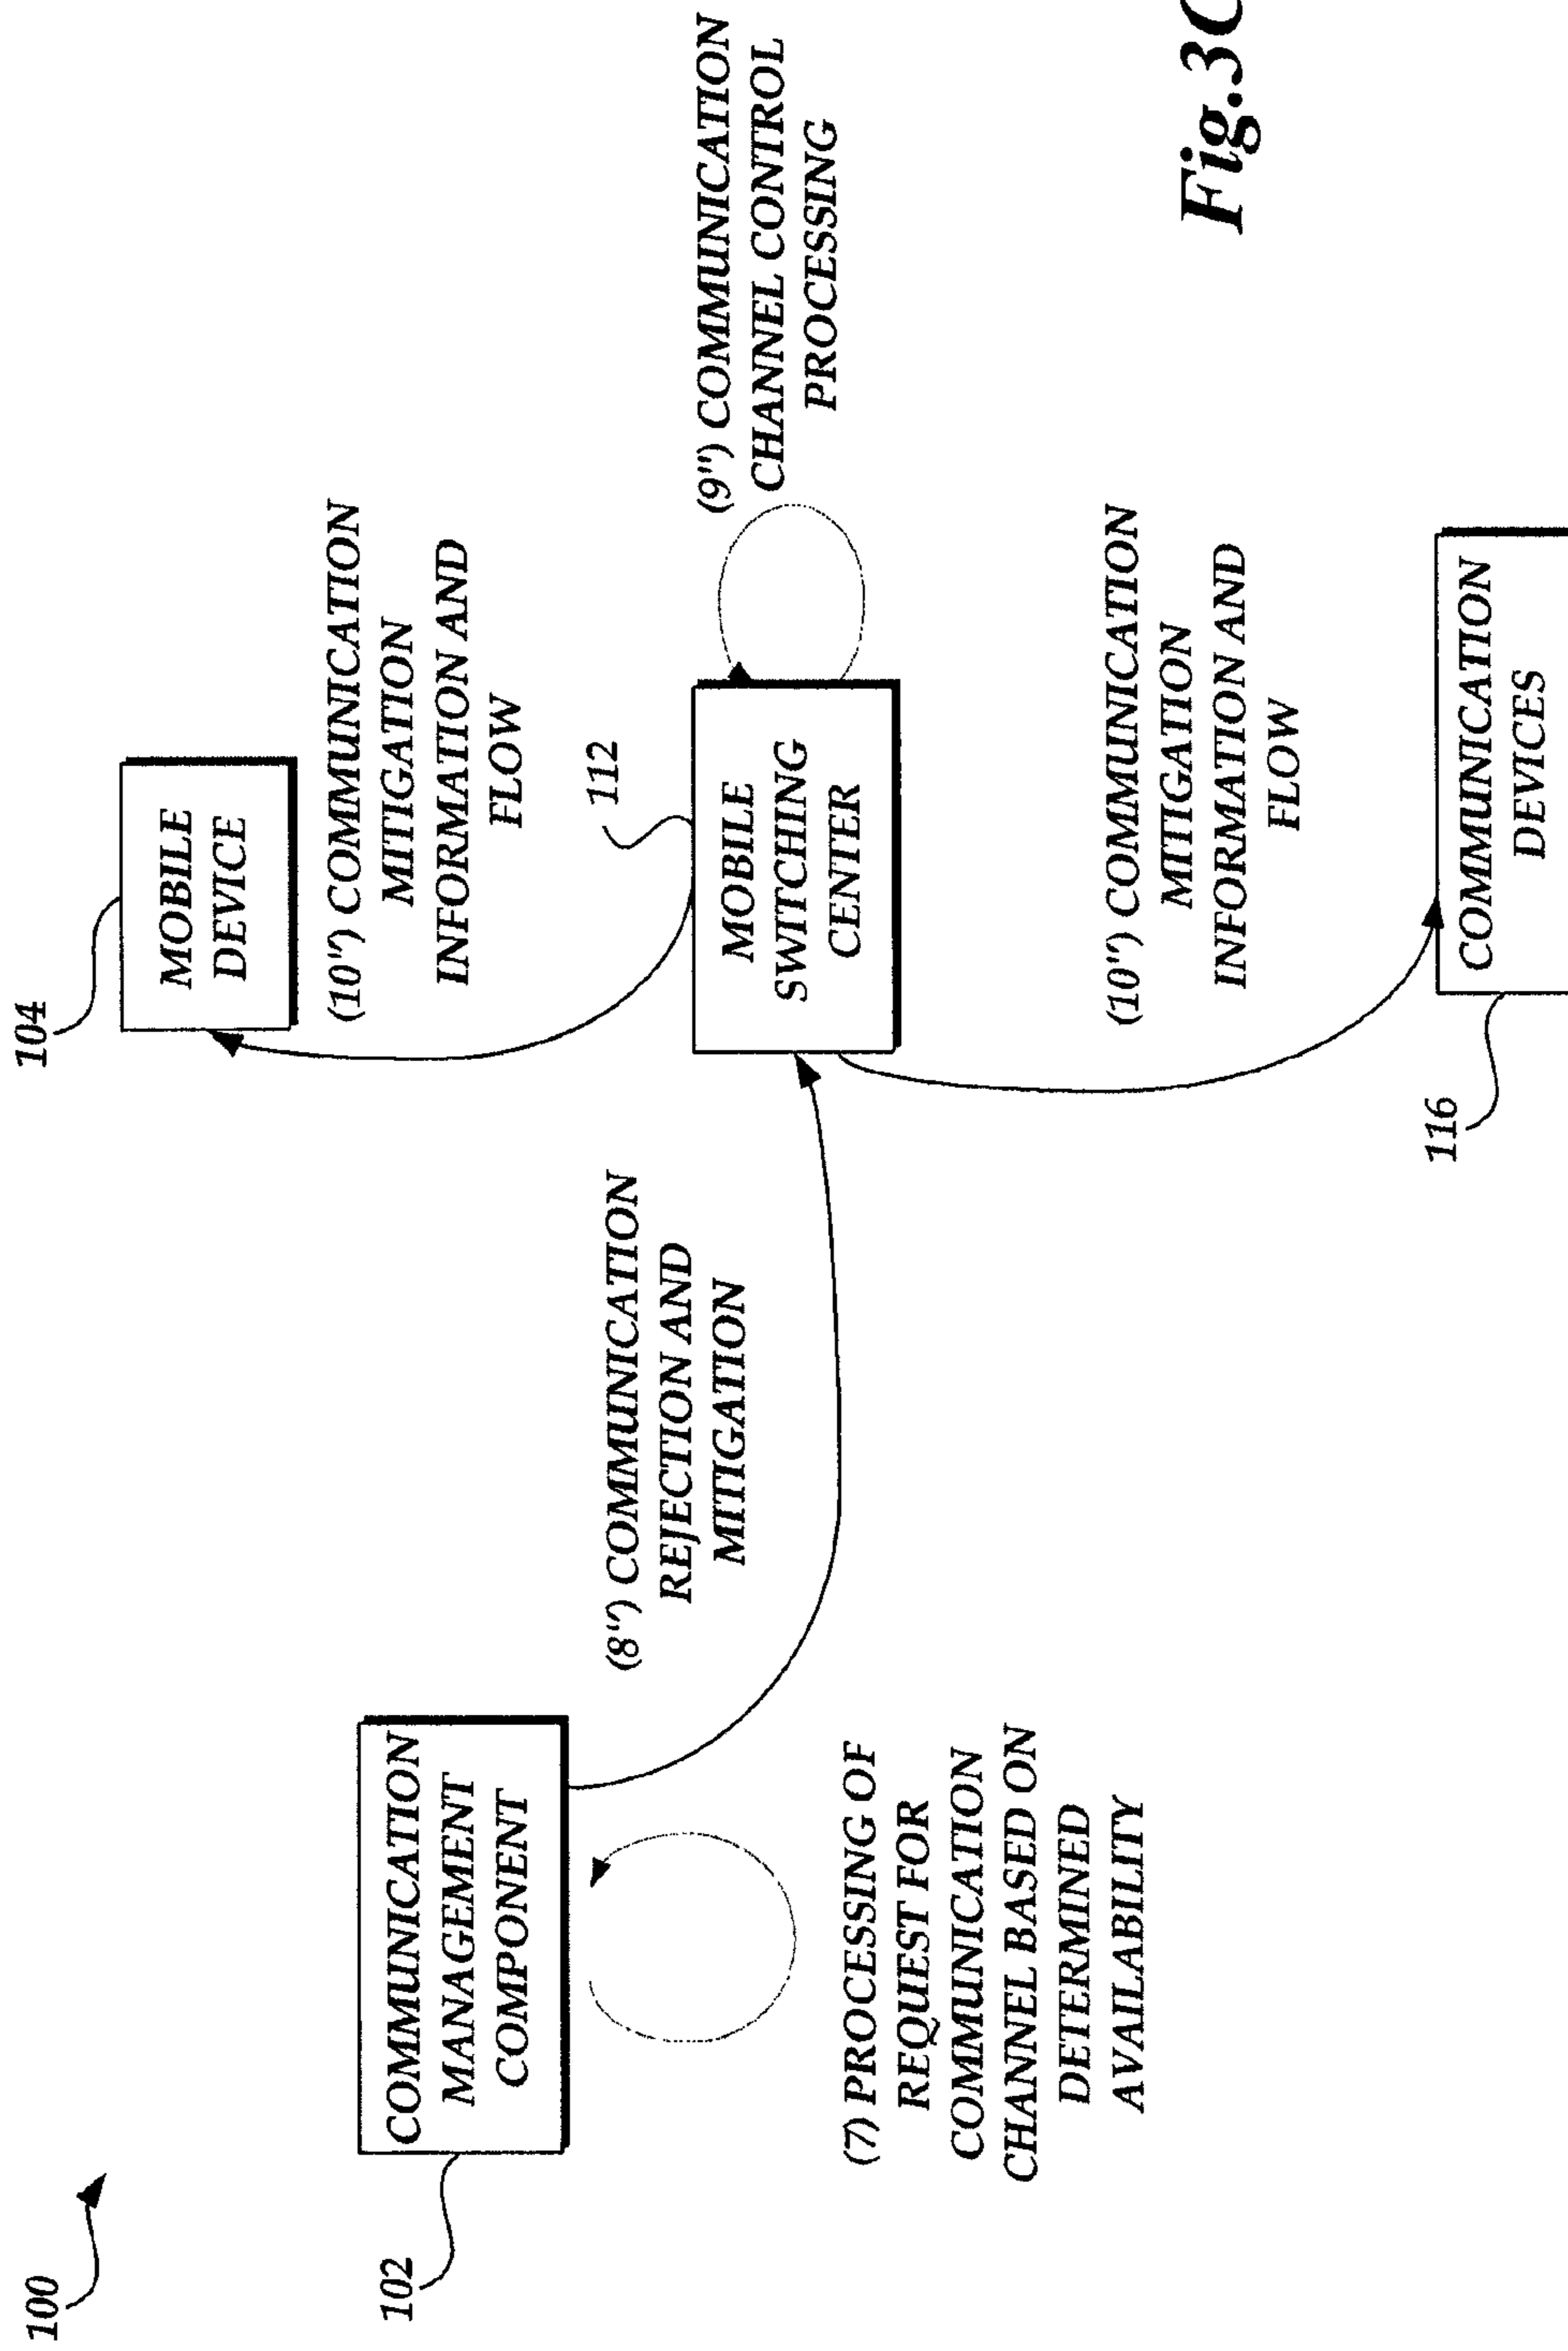 100
102
COMMUNICATION
MANAGEMENT
COMPONENT
(7) PROCESSING OF
REQUEST FOR
COMMUNICATION
CHANNEL BASED ON
DETERMINED
AVAILABILITY
(8'') COMMUNICATION
REJECTION AND
MITIGATION
104
MOBILE
DEVICE
(10'') COMMUNICATION
MITIGATION
INFORMATION AND
FLOW
112
MOBILE
SWITCHING
CENTER
(9'') COMMUNICATION
CHANNEL CONTROL
PROCESSING
(10'') COMMUNICATION
MITIGATION
INFORMATION AND
FLOW
116
COMMUNICATION
DEVICES
Fig.3C